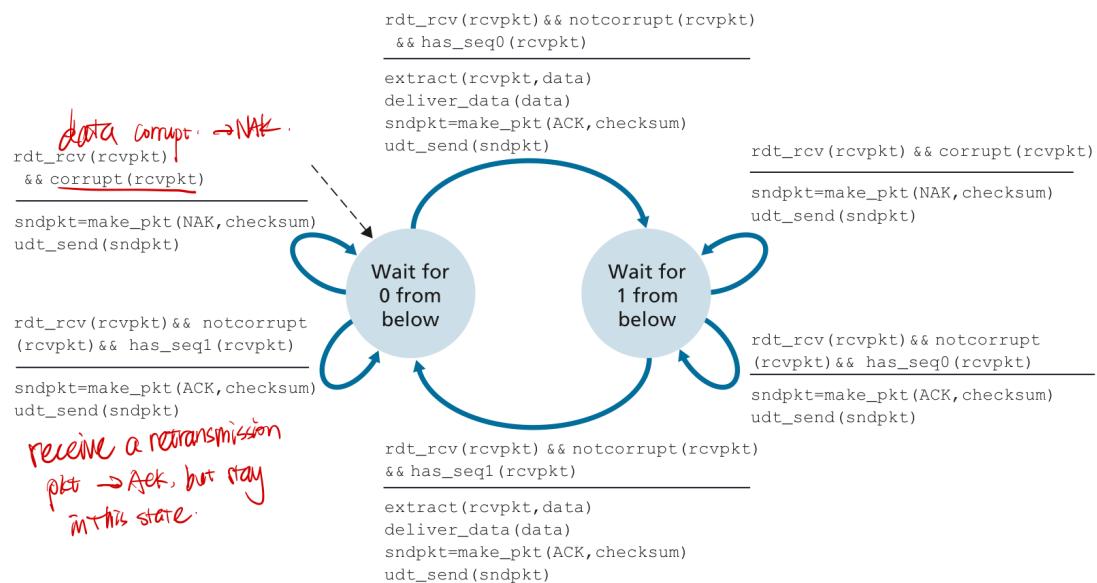 rdt_rcv(rcvpkt)&& notcorrupt(rcvpkt)
&& has_seq0(rcvpkt)
extract(rcvpkt,data)
deliver_data(data)
sndpkt=make_pkt(ACK,checksum)
udt_send(sndpkt)
data corrupt. →NAK.
rdt_rcv(rcvpkt)
&& corrupt(rcvpkt)
sndpkt=make_pkt(NAK,checksum)
udt_send(sndpkt)
rdt_rcv(rcvpkt) && corrupt(rcvpkt)
sndpkt=make_pkt(NAK,checksum)
udt_send(sndpkt)
Wait for
0 from
below
Wait for
1 from
below
rdt_rcv(rcvpkt)&& notcorrupt
(rcvpkt)&& has_seq1(rcvpkt)
sndpkt=make_pkt(ACK,checksum)
udt_send(sndpkt)
receive a retransmission
pkt → Ack, but stay
in this state.
rdt_rcv(rcvpkt)&& notcorrupt
(rcvpkt)&& has_seq0(rcvpkt)
sndpkt=make_pkt(ACK,checksum)
udt_send(sndpkt)
rdt_rcv(rcvpkt) && notcorrupt(rcvpkt)
&& has_seq1(rcvpkt)
extract(rcvpkt,data)
deliver_data(data)
sndpkt=make_pkt(ACK,checksum)
udt_send(sndpkt)